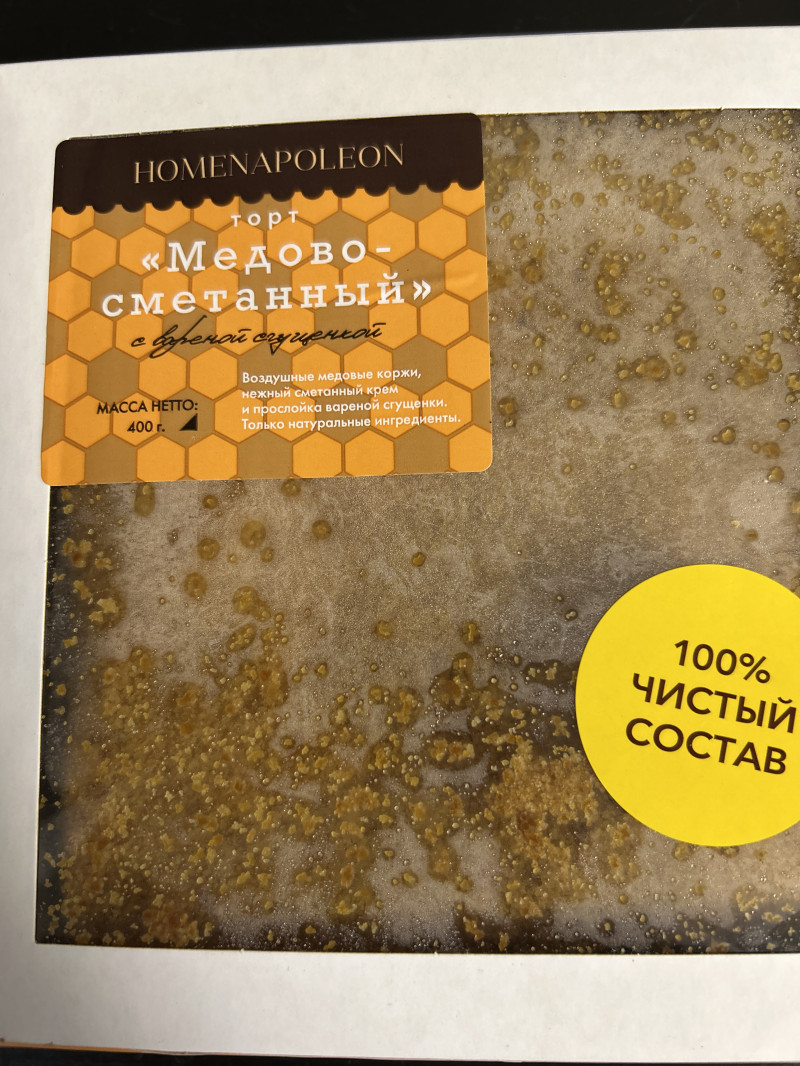 HOMENAPOLEON
торт
«Медово-
сметанный»
с вареной сгущенкой
Воздушные медовые коржи,
нежный сметанный крем
и прослойка вареной сгущенки.
Только натуральные ингредиенты.
МАССА НЕТТО:
400 г.
100%
ЧИСТЫЙ
СОСТАВ